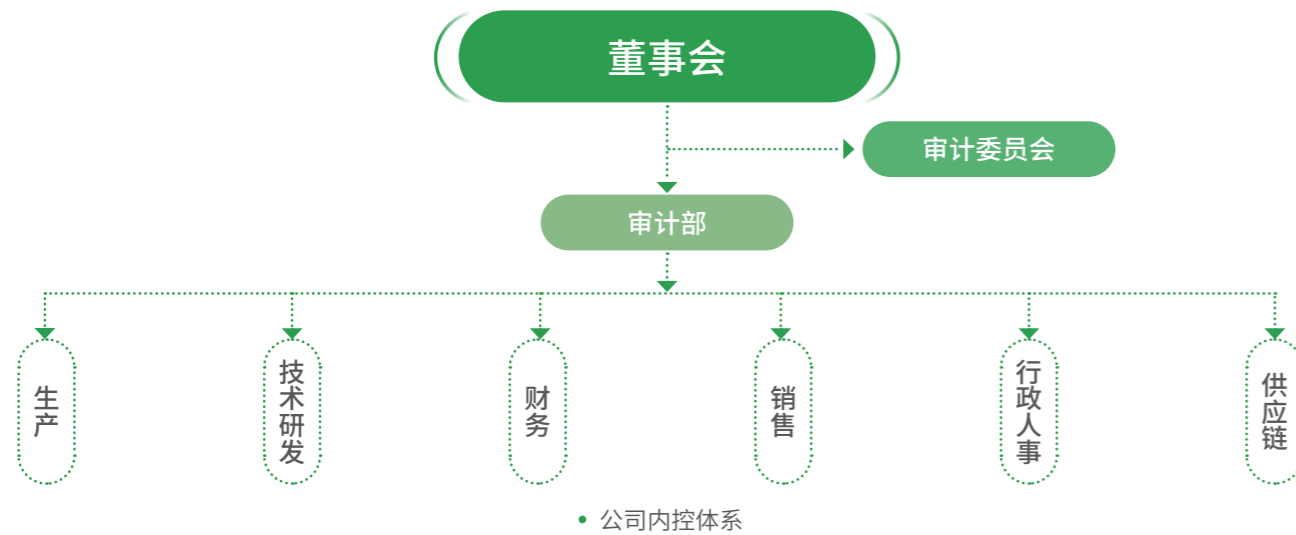 董事会
审计委员会
审计部
生产
技术研发
财务
销售
行政人事
供应链
• 公司内控体系